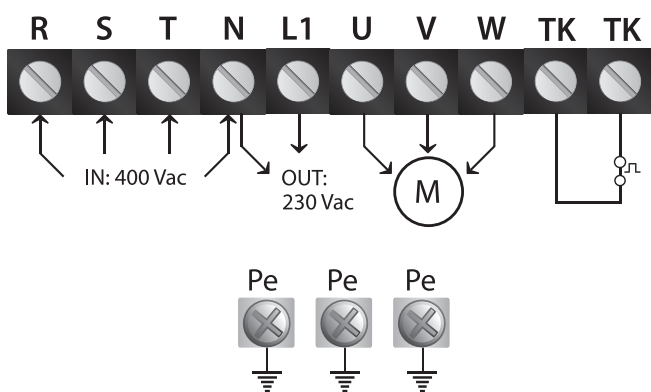 R S T N L1 U V W TK TK
IN: 400 Vac
OUT:
230 Vac
M
Pe Pe Pe